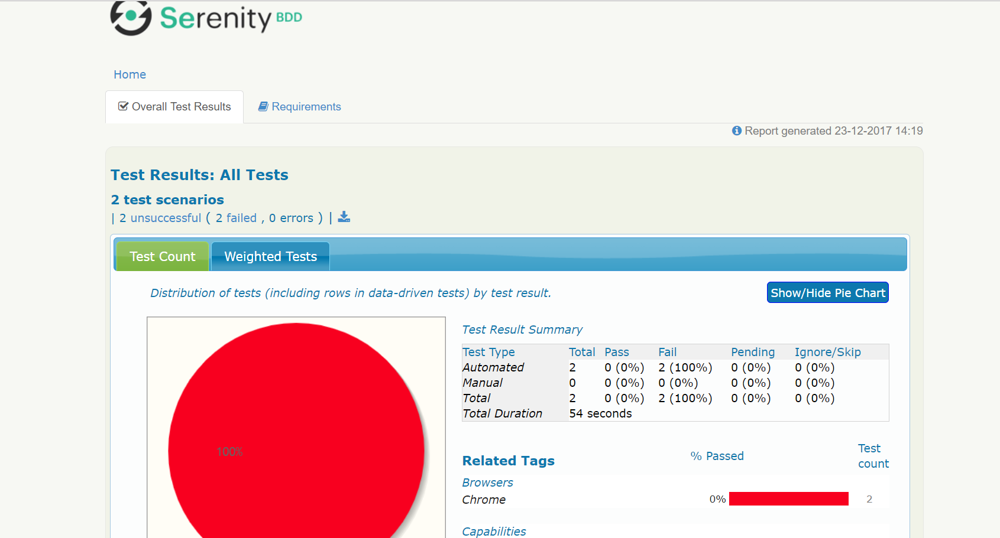 Serenity BDD
Home
Overall Test Results
Requirements
Report generated 23-12-2017 14:19
Test Results: All Tests
2 test scenarios
| 2 unsuccessful ( 2 failed , 0 errors ) |
Test Count
Weighted Tests
Distribution of tests (including rows in data-driven tests) by test result.
Show/Hide Pie Chart
100%
Test Result Summary
Test Type Total Pass Fail Pending Ignore/Skip
Automated 2 0 (0%) 2 (100%) 0 (0%) 0 (0%)
Manual 0 0 (0%) 0 (0%) 0 (0%) 0 (0%)
Total 2 0 (0%) 2 (100%) 0 (0%) 0 (0%)
Total Duration 54 seconds
Related Tags % Passed Test count
Browsers
Chrome 0% 2
Capabilities